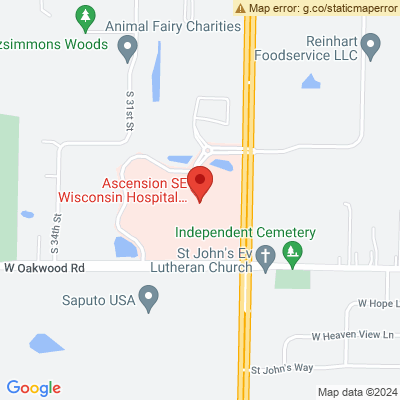 Map error: g.co/staticmaperror
Animal Fairy Charities
zsimmons Woods
Reinhart
Foodservice LLC
S 31st St
Ascension SE
Wisconsin Hospital...
S 34th St
Independent Cemetery
St John's Ev
Lutheran Church
W Oakwood Rd
Saputo USA
W Hope L
W Heaven View Ln
St John's Way
Google
Map data ©2024